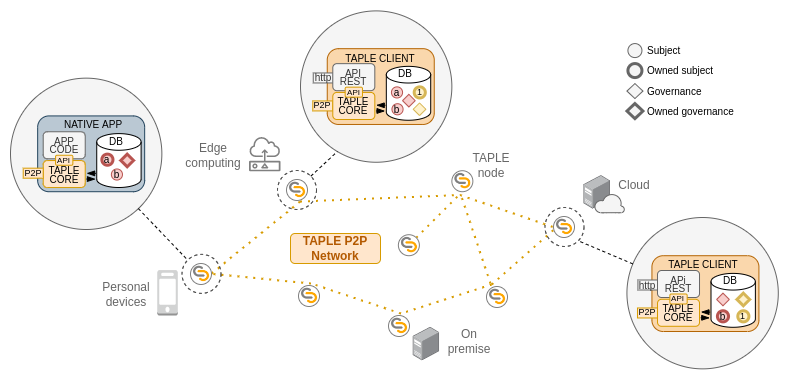 TAPLE CLIENT
API
REST
DB
http
API
P2P
TAPLE
CORE
a
1
b
Subject
Owned subject
Governance
Owned governance
NATIVE APP
APP
CODE
DB
API
P2P
TAPLE
CORE
a
b
Edge
computing
TAPLE
node
Cloud
TAPLE P2P
Network
Personal
devices
On
premise
TAPLE CLIENT
APi
REST
DB
http
API
P2P
TAPLE
CORE
b
1